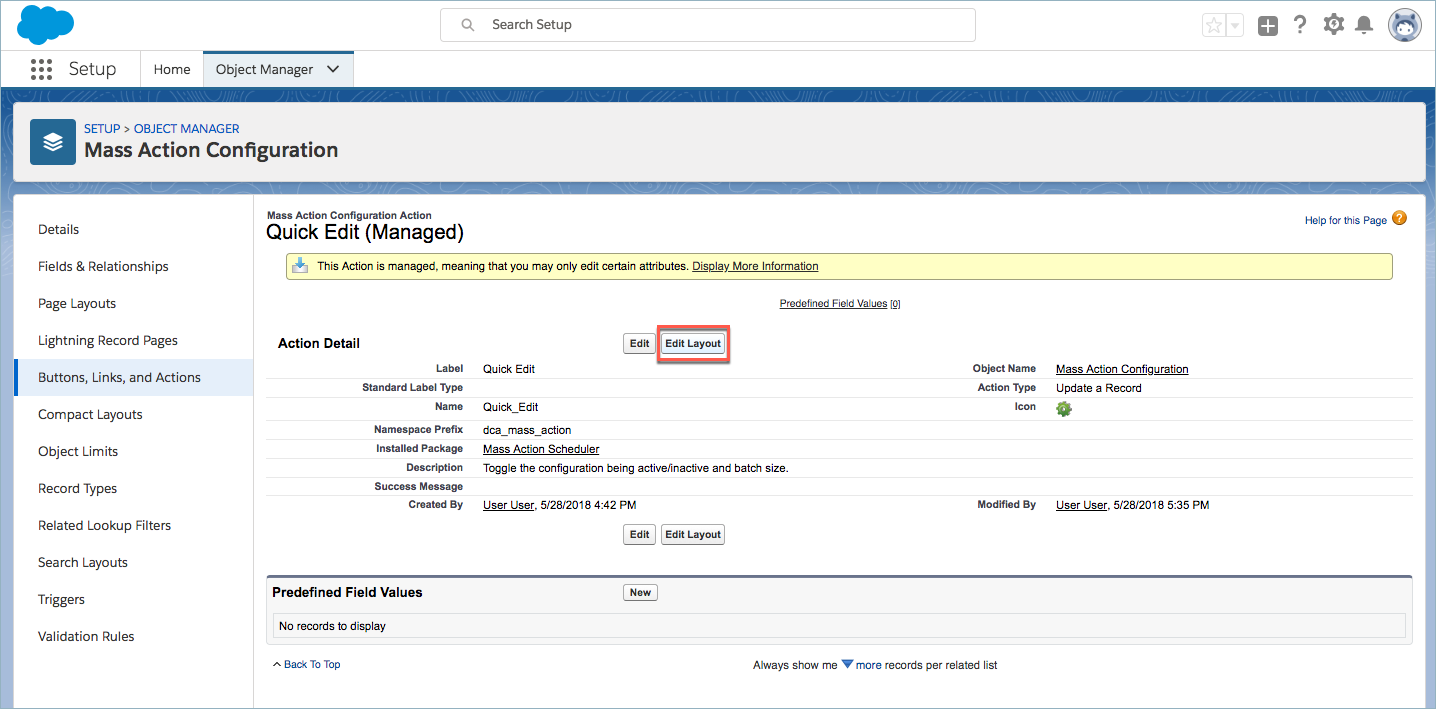 Search Setup
Setup
Home
Object Manager
SETUP > OBJECT MANAGER
Mass Action Configuration
Details
Fields & Relationships
Page Layouts
Lightning Record Pages
Buttons, Links, and Actions
Compact Layouts
Object Limits
Record Types
Related Lookup Filters
Search Layouts
Triggers
Validation Rules
Mass Action Configuration Action
Quick Edit (Managed)
Help for this Page ?
This Action is managed, meaning that you may only edit certain attributes. Display More Information
Predefined Field Values [0]
Action Detail Edit Edit Layout
Label Quick Edit Object Name Mass Action Configuration
Standard Label Type Action Type Update a Record
Name Quick_Edit Icon
Namespace Prefix dca_mass_action
Installed Package Mass Action Scheduler
Description Toggle the configuration being active/inactive and batch size.
Success Message
Created By User User, 5/28/2018 4:42 PM Modified By User User, 5/28/2018 5:35 PM
Edit Edit Layout
Predefined Field Values New
No records to display
Back To Top Always show me more records per related list